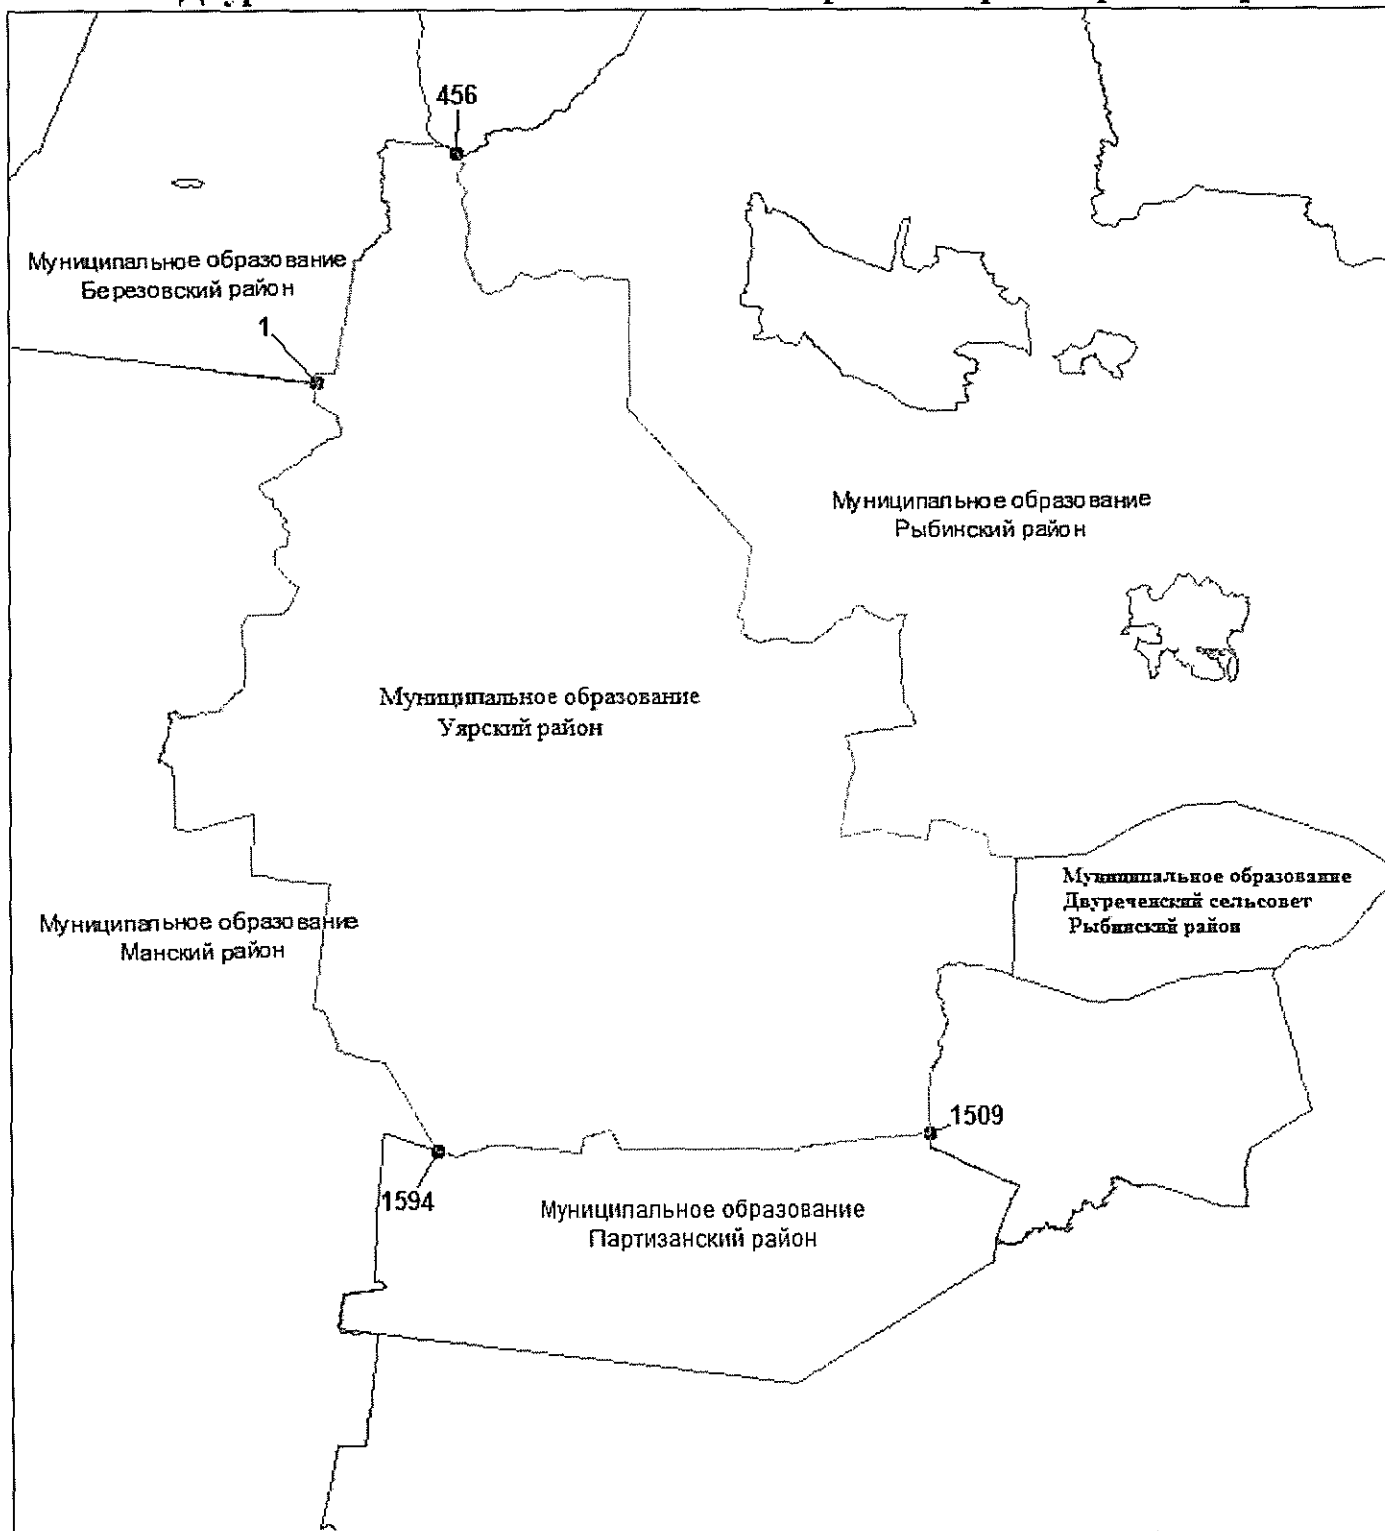 456
Муниципальное образование
Березовский район
1
Муниципальное образование
Рыбинский район
Муниципальное образование
Уярский район
Муниципальное образование
Двуреченский сельсовет
Рыбинский район
Муниципальное образование
Манский район
1509
1594
Муниципальное образование
Партизанский район